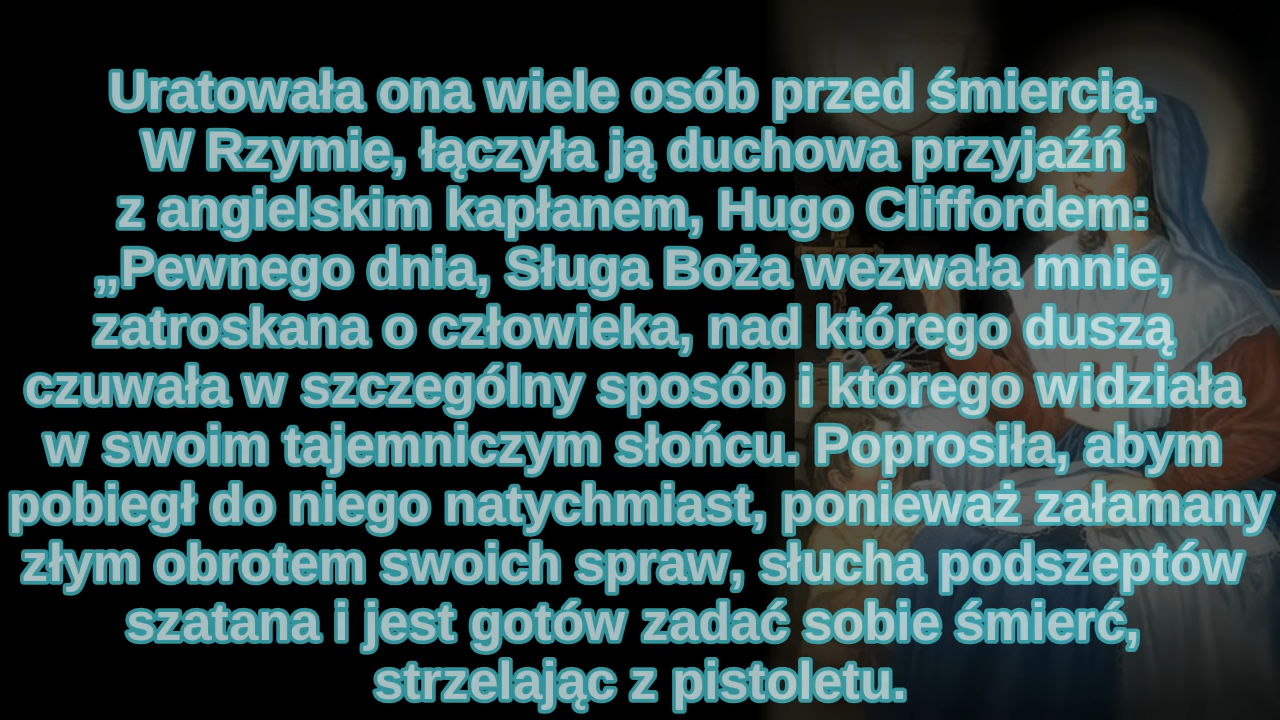 Uratowała ona wiele osób przed śmiercią.
W Rzymie, łączyła ją duchowa przyjaźń
z angielskim kapłanem, Hugo Cliffordem:
„Pewnego dnia, Sługa Boża wezwała mnie,
zatroskana o człowieka, nad którego duszą
czuwała w szczególny sposób i którego widziała
w swoim tajemniczym słońcu. Poprosiła, abym
pobiegł do niego natychmiast, ponieważ załamany
złym obrotem swoich spraw, słucha podszeptów
szatana i jest gotów zadać sobie śmierć,
strzelając z pistoletu.